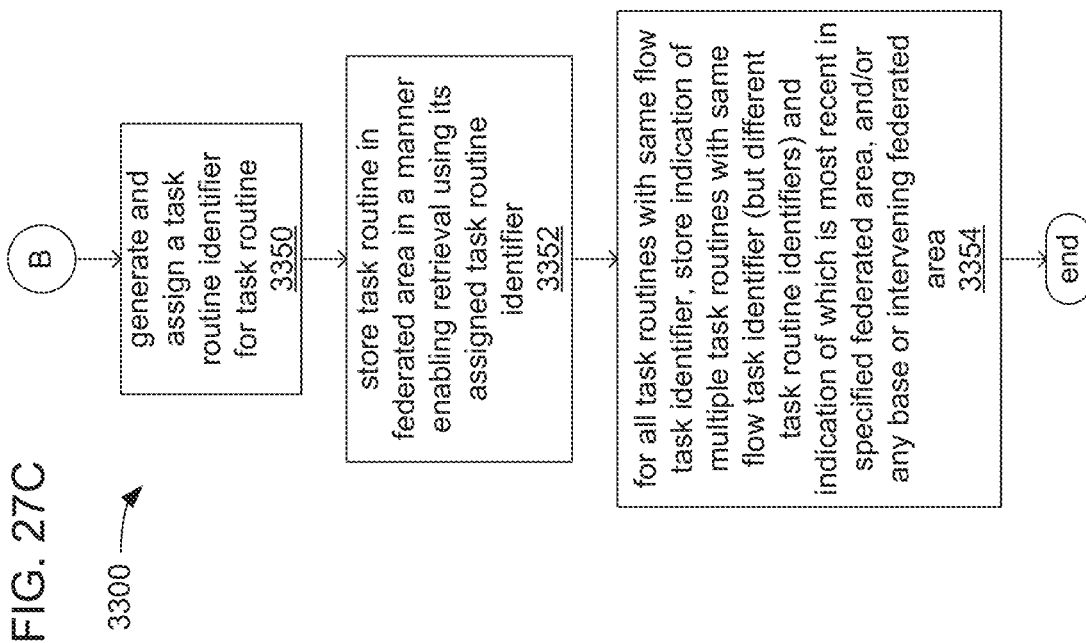 FIG. 27C
3300
B
generate and
assign a task
routine identifier
for task routine
3350
store task routine in
federated area in a manner
enabling retrieval using its
assigned task routine
identifier
3352
for all task routines with same flow
task identifier, store indication of
multiple task routines with same
flow task identifier (but different
task routine identifiers) and
indication of which is most recent in
specified federated area, and/or
any base or intervening federated
area
3354
end